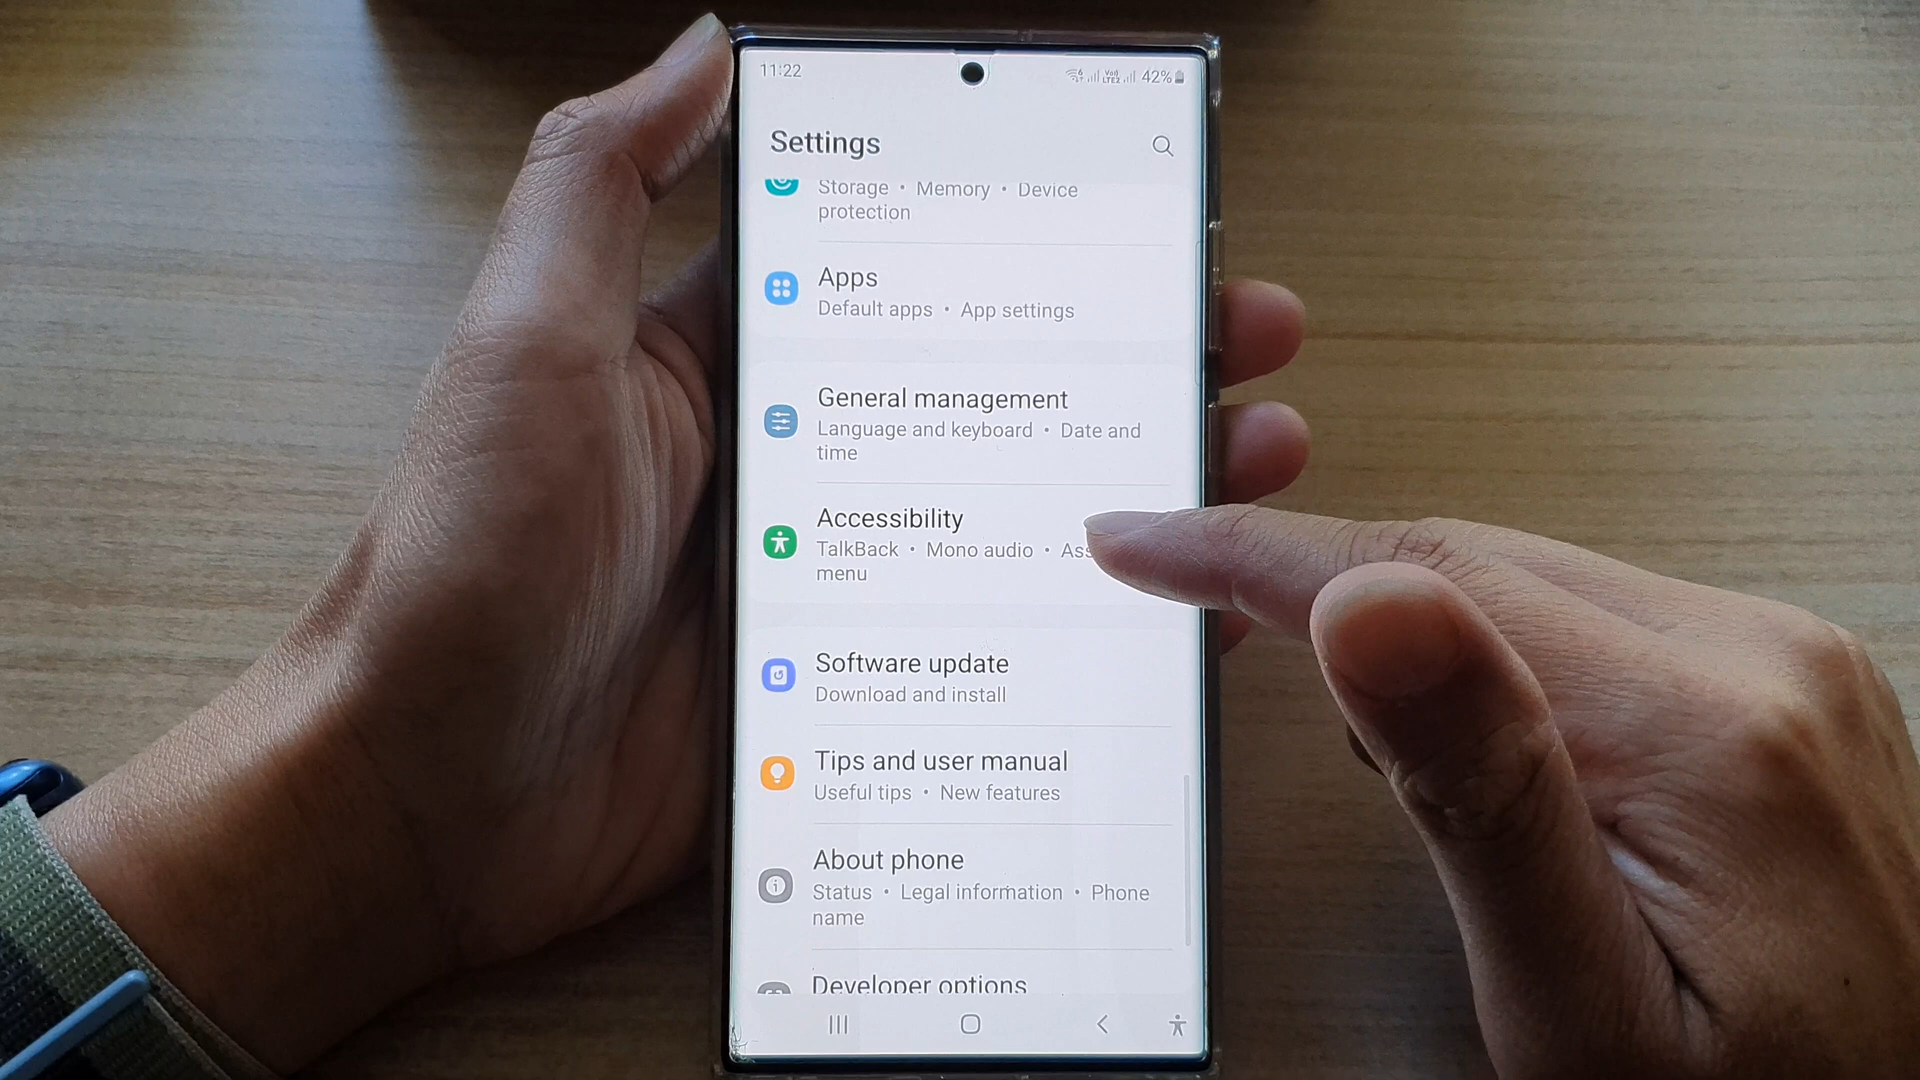 11:22
Vo)) LTE2 42%
Settings
Storage • Memory • Device
protection
Apps
Default apps • App settings
General management
Language and keyboard • Date and
time
Accessibility
TalkBack • Mono audio • Ass
menu
Software update
Download and install
Tips and user manual
Useful tips • New features
About phone
Status • Legal information • Phone
name
Developer options